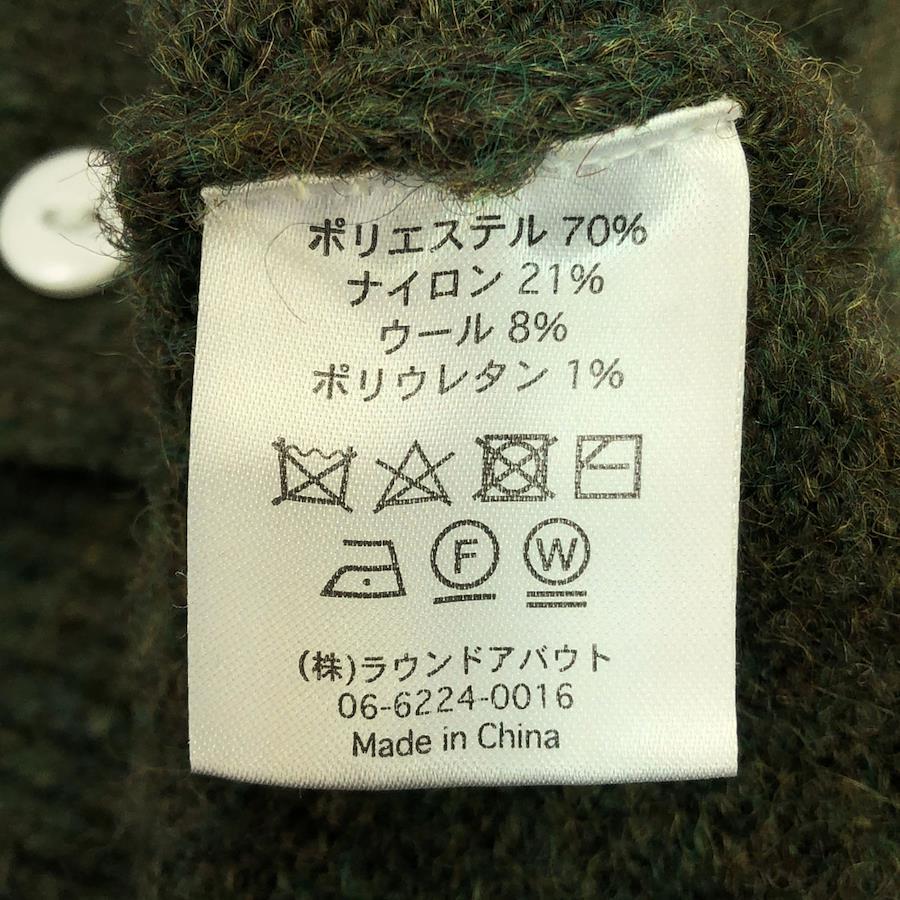 ポリエステル 70%
ナイロン 21%
ウール 8%
ポリウレタン 1%
F W
(株)ラウンドアバウト
06-6224-0016
Made in China